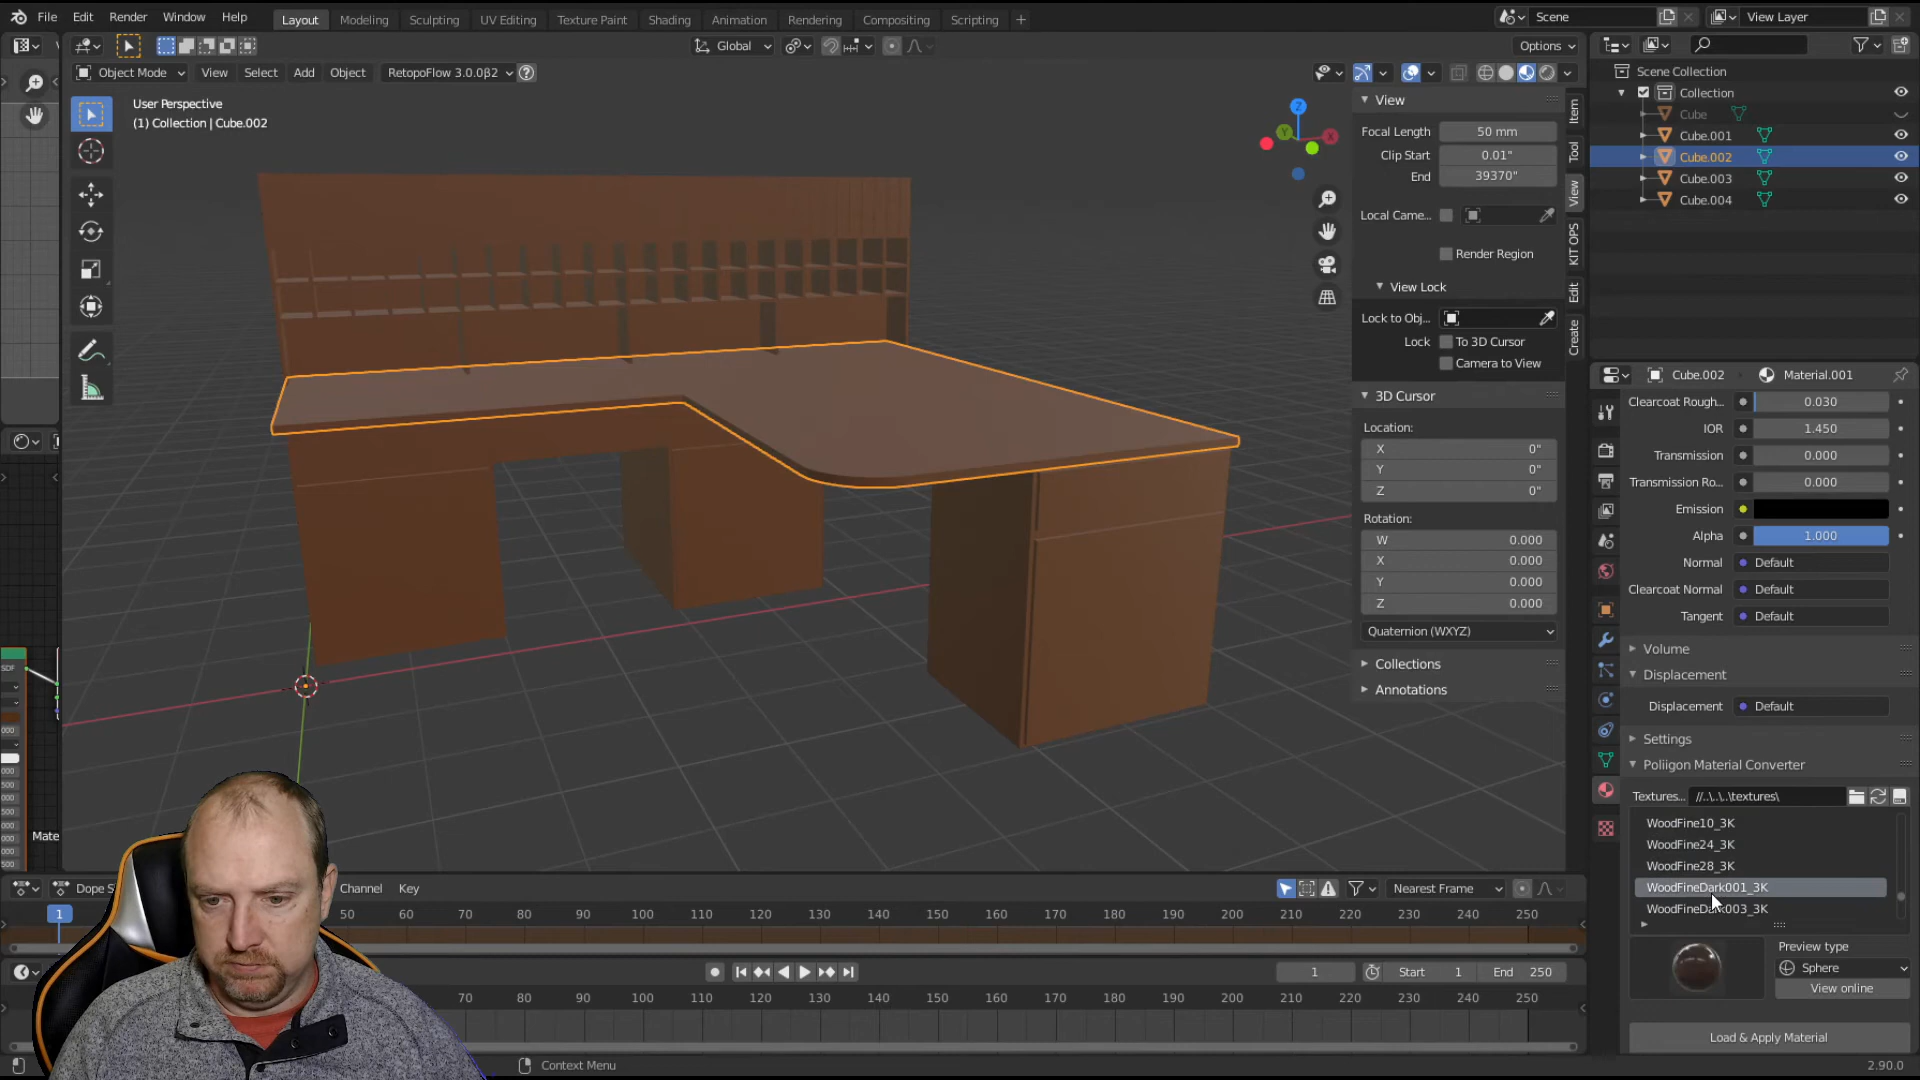 File Edit Render Window Help Layout Modeling Sculpting UV Editing Texture Paint Shading Animation Rendering Compositing Scripting + Scene View Layer
Global Options
Object Mode View Select Add Object RetopoFlow 3.0.0β2
User Perspective
(1) Collection | Cube.002
Z
Y
X
View
Focal Length 50 mm
Clip Start 0.01"
End 39370"
Local Came...
Render Region
View Lock
Lock to Obj...
Lock To 3D Cursor
Camera to View
3D Cursor
Location:
X 0"
Y 0"
Z 0"
Rotation:
W 0.000
X 0.000
Y 0.000
Z 0.000
Quaternion (WXYZ)
Collections
Annotations
Item
Tool
View
KIT OPS
Edit
Create
Scene Collection
Collection
Cube
Cube.001
Cube.002
Cube.003
Cube.004
Cube.002 Material.001
Clearcoat Rough... 0.030
IOR 1.450
Transmission 0.000
Transmission Ro... 0.000
Emission
Alpha 1.000
Normal Default
Clearcoat Normal Default
Tangent Default
Volume
Displacement
Displacement Default
Settings
Poliigon Material Converter
Textures... //..\..\..\textures\
WoodFine10_3K
WoodFine24_3K
WoodFine28_3K
WoodFineDark001_3K
WoodFineDark003_3K
Preview type
Sphere
View online
Load & Apply Material
Mate
Dope S Channel Key Nearest Frame
1 50 60 70 80 90 100 110 120 130 140 150 160 170 180 190 200 210 220 230 240 250
1 Start 1 End 250
70 80 90 100 110 120 130 140 150 160 170 180 190 200 210 220 230 240 250
Context Menu 2.90.0